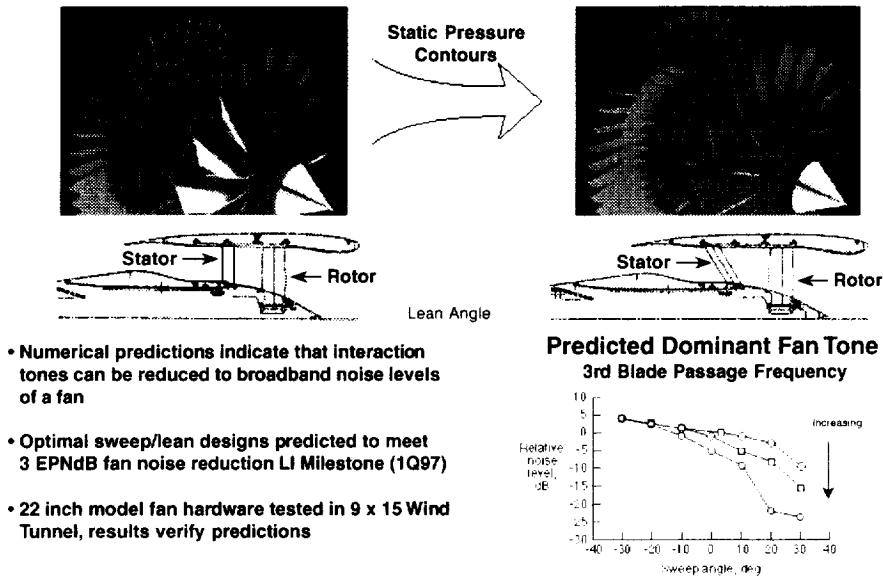 Static Pressure
Contours
Stator
Rotor
Stator
Rotor
Lean Angle
• Numerical predictions indicate that interaction
tones can be reduced to broadband noise levels
of a fan
• Optimal sweep/lean designs predicted to meet
3 EPNdB fan noise reduction LI Milestone (1Q97)
• 22 inch model fan hardware tested in 9 x 15 Wind
Tunnel, results verify predictions
Predicted Dominant Fan Tone
3rd Blade Passage Frequency
Relative
noise
level,
dB
10
5
0
-5
-10
-15
-20
-25
-30
-40 -30 -20 -10 0 10 20 30 40
Sweep angle, deg
increasing